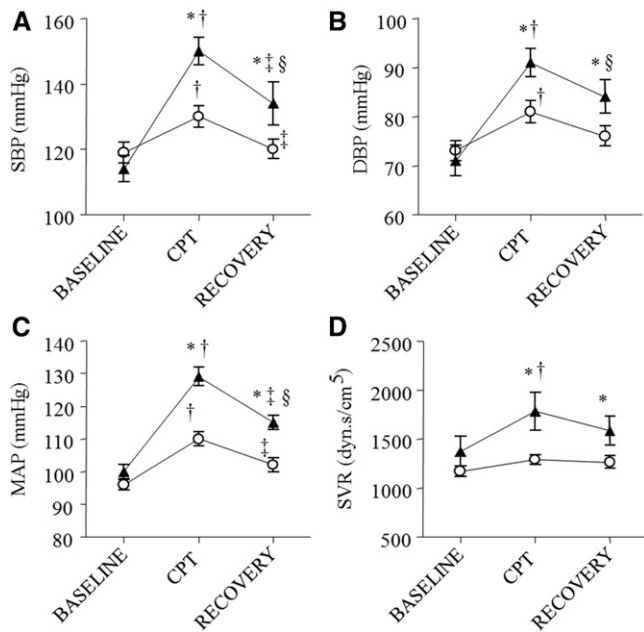 A
SBP (mmHg)
160
140
120
100
*†
†
*‡§
‡
BASELINE
CPT
RECOVERY
B
DBP (mmHg)
100
90
80
70
60
*†
†
*§
BASELINE
CPT
RECOVERY
C
MAP (mmHg)
140
130
120
110
100
90
80
*†
†
*‡§
‡
BASELINE
CPT
RECOVERY
D
SVR (dyn.s/cm⁵)
2500
2000
1500
1000
500
*†
*
BASELINE
CPT
RECOVERY